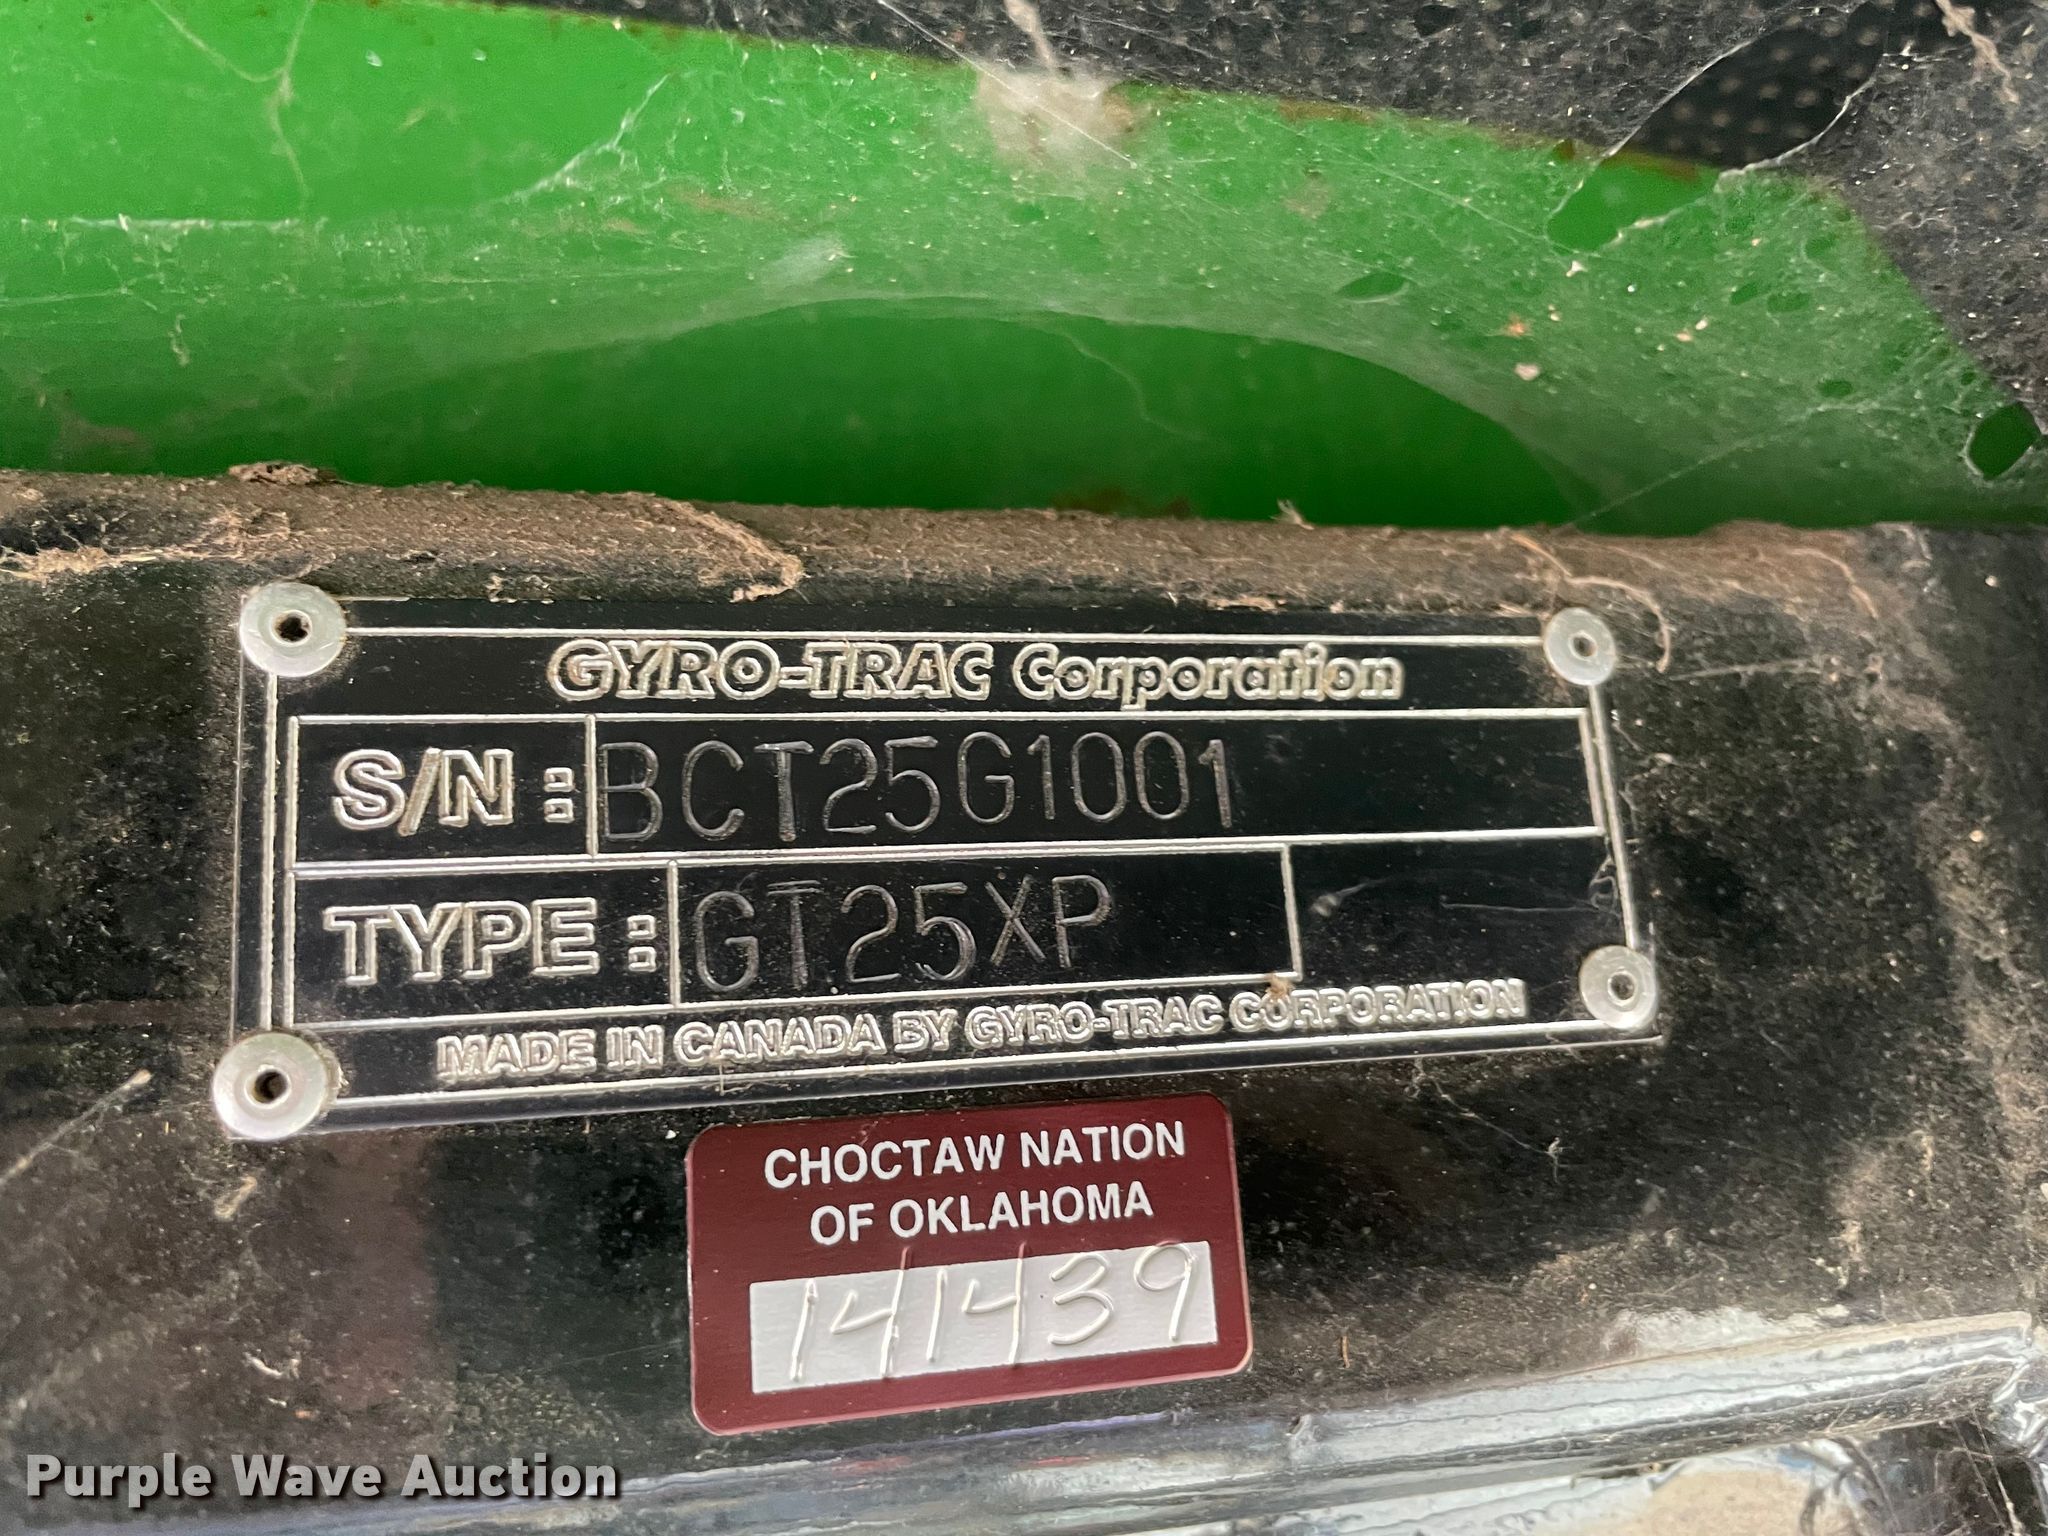 GYRO-TRAC Corporation
S/N: BCT25G1001
TYPE: GT25XP
MADE IN CANADA BY GYRO-TRAC CORPORATION
CHOCTAW NATION
OF OKLAHOMA
141439
Purple Wave Auction